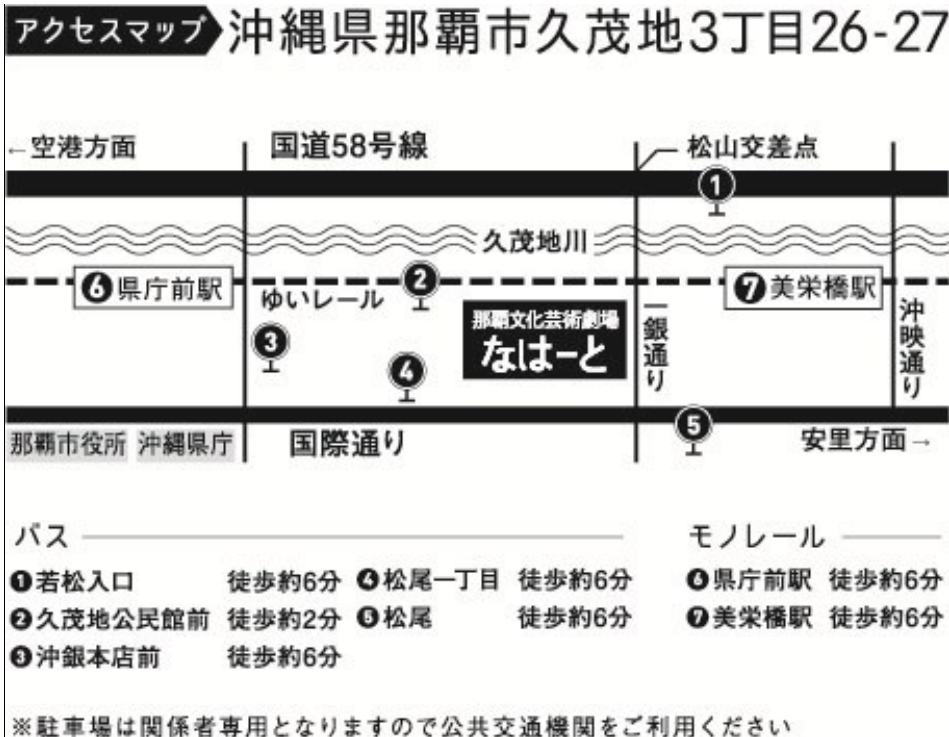 アクセスマップ 沖縄県那覇市久茂地3丁目26-27
←空港方面
国道58号線
松山交差点
❶
久茂地川
❻県庁前駅
ゆいレール
❷
❼美栄橋駅
❸
❹
那覇文化芸術劇場
なはーと
一銀通り
沖映通り
❺
那覇市役所 沖縄県庁
国際通り
安里方面→
バス
❶若松入口 徒歩約6分 ❹松尾一丁目 徒歩約6分
❷久茂地公民館前 徒歩約2分 ❺松尾 徒歩約6分
❸沖銀本店前 徒歩約6分
モノレール
❻県庁前駅 徒歩約6分
❼美栄橋駅 徒歩約6分
※駐車場は関係者専用となりますので公共交通機関をご利用ください